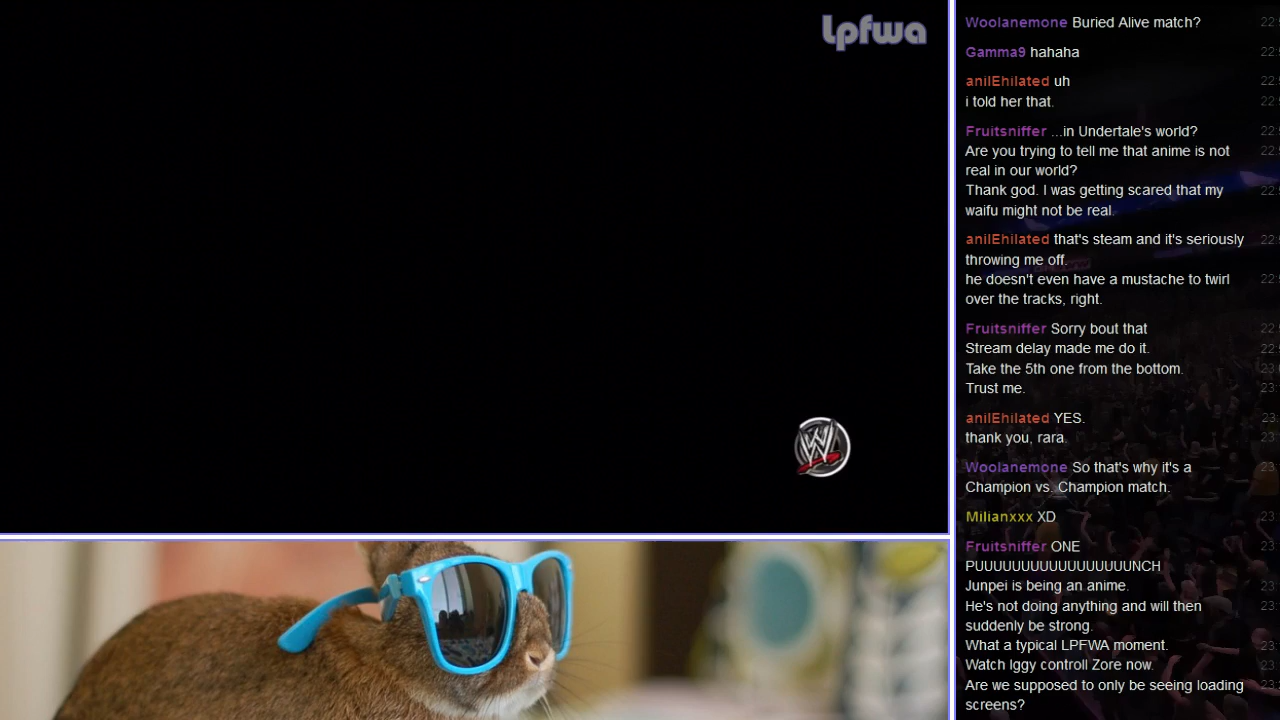 lpfwa
W
Woolanemone Buried Alive match?
Gamma9 hahaha
anilEhilated uh
i told her that.
Fruitsniffer ...in Undertale's world?
Are you trying to tell me that anime is not
real in our world?
Thank god. I was getting scared that my
waifu might not be real.
anilEhilated that's steam and it's seriously
throwing me off.
he doesn't even have a mustache to twirl
over the tracks, right.
Fruitsniffer Sorry bout that
Stream delay made me do it.
Take the 5th one from the bottom.
Trust me.
anilEhilated YES.
thank you, rara.
Woolanemone So that's why it's a
Champion vs. Champion match.
Milianxxx XD
Fruitsniffer ONE
PUUUUUUUUUUUUUUUUUNCH
Junpei is being an anime.
He's not doing anything and will then
suddenly be strong.
What a typical LPFWA moment.
Watch Iggy controll Zore now.
Are we supposed to only be seeing loading
screens?